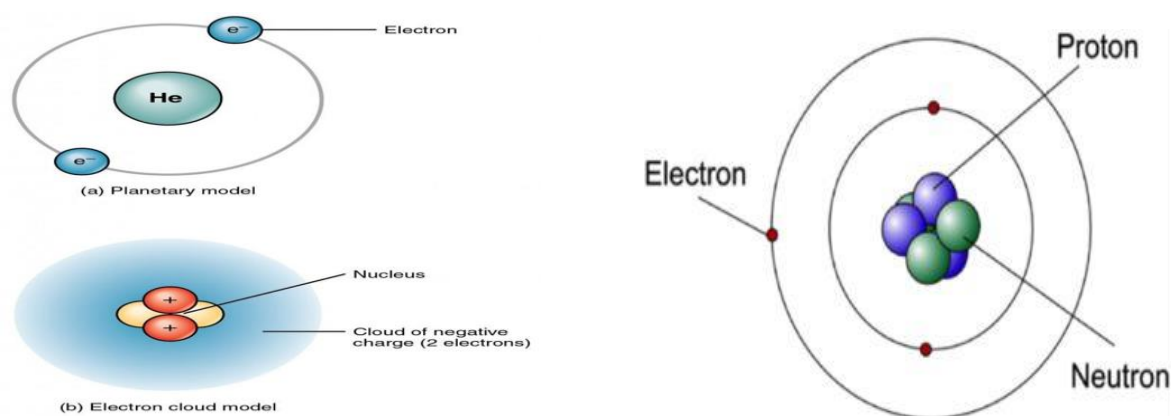 e⁻
Electron
He
e⁻
(a) Planetary model
Nucleus
+
+
Cloud of negative
charge (2 electrons)
(b) Electron cloud model
Proton
Electron
Neutron